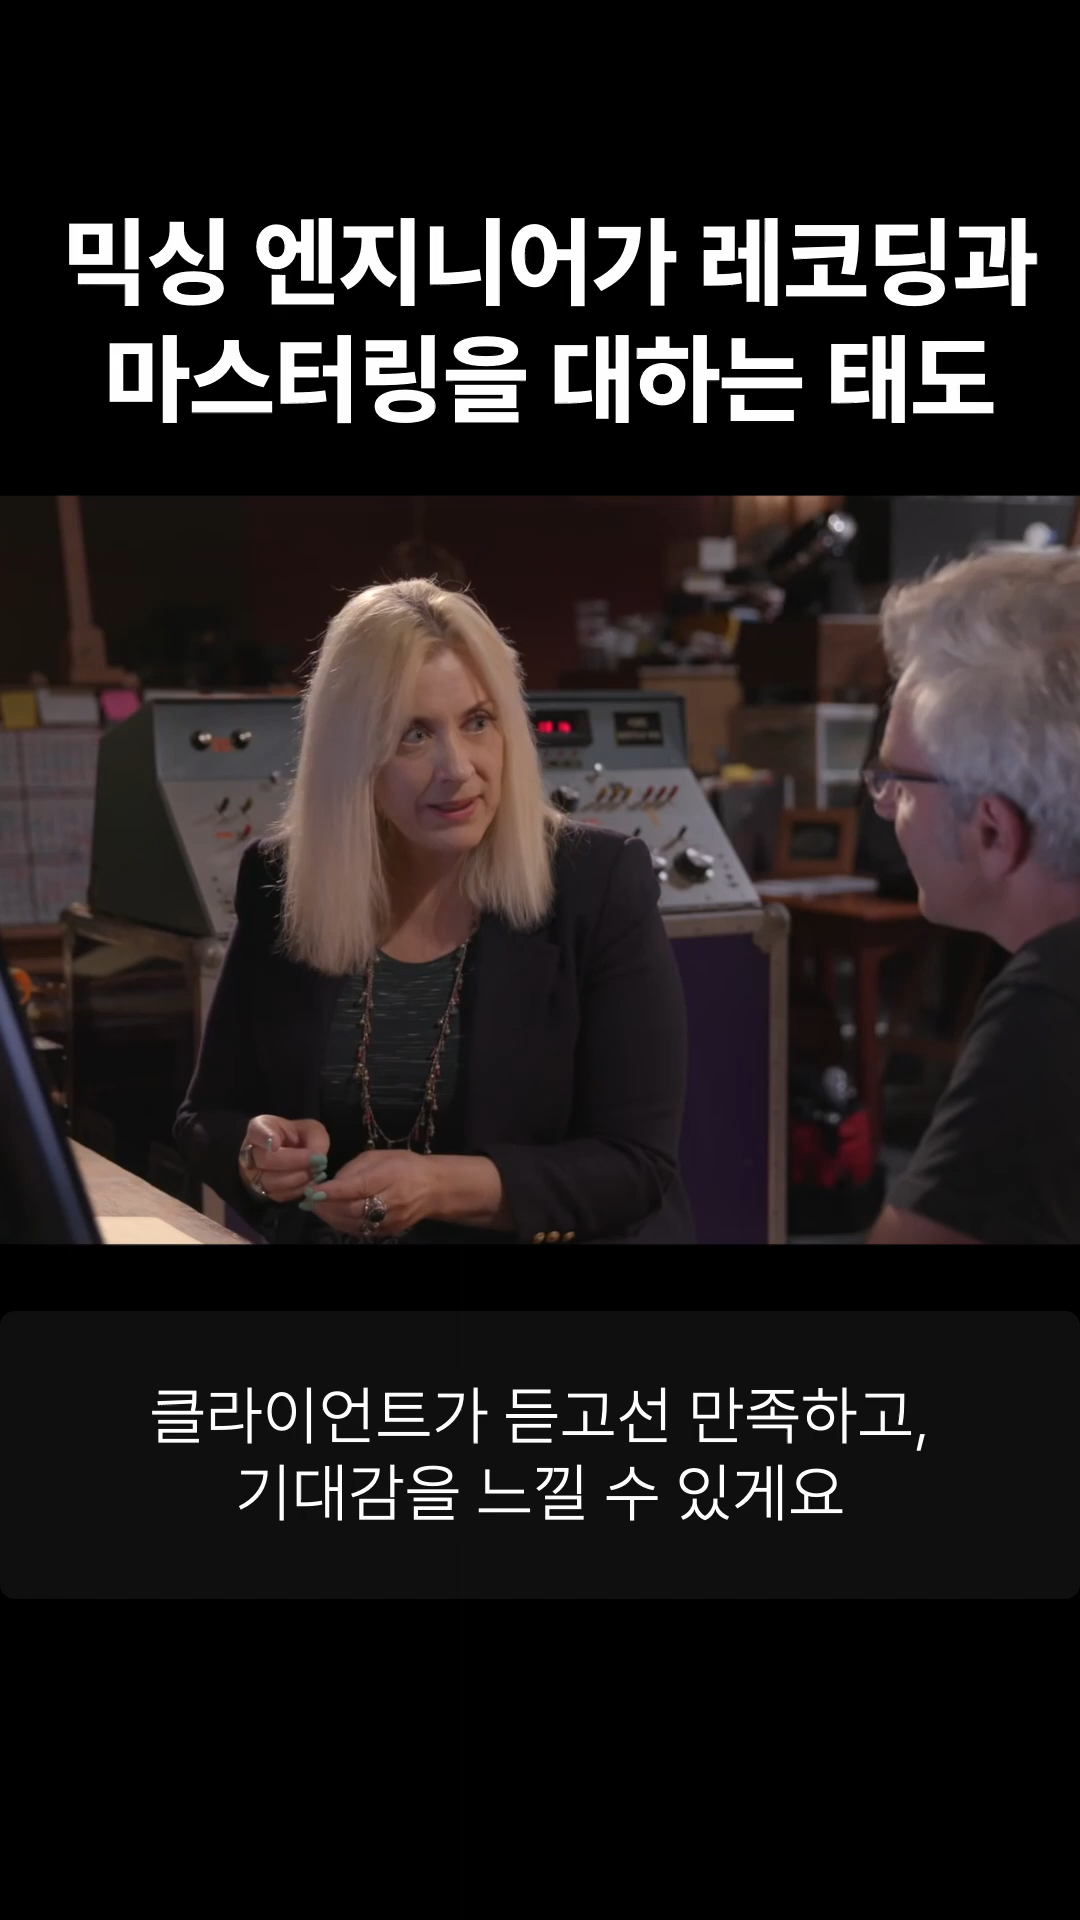 믹싱 엔지니어가 레코딩과
마스터링을 대하는 태도
클라이언트가 듣고선 만족하고,
기대감을 느낄 수 있게요